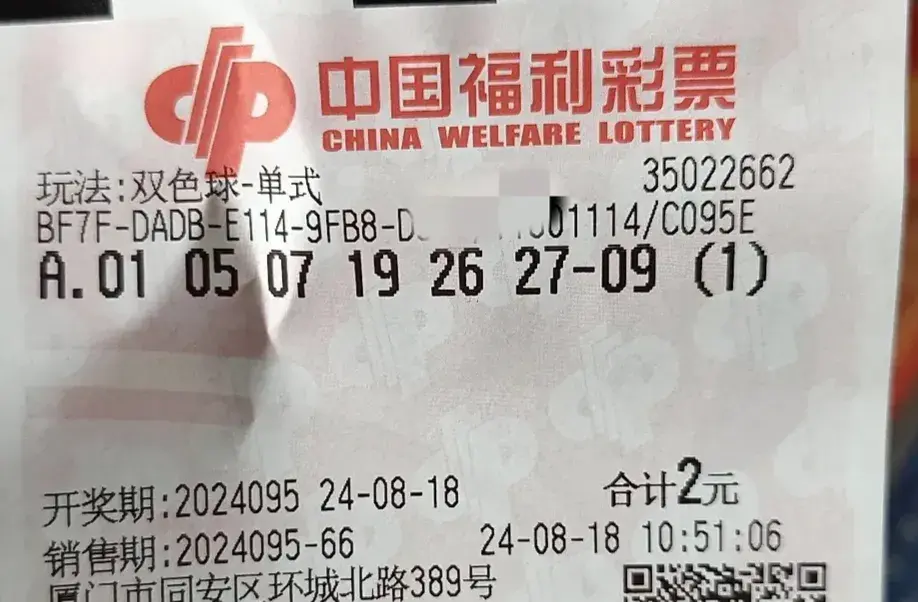 中国福利彩票
CHINA WELFARE LOTTERY
玩法:双色球-单式 35022662
BF7F-DADB-E114-9FB8- 01114/C095E
A.01 05 07 19 26 27-09 (1)
开奖期:2024095 24-08-18 合计2元
销售期:2024095-66 24-08-18 10:51:06
厦门市同安区环城北路389号